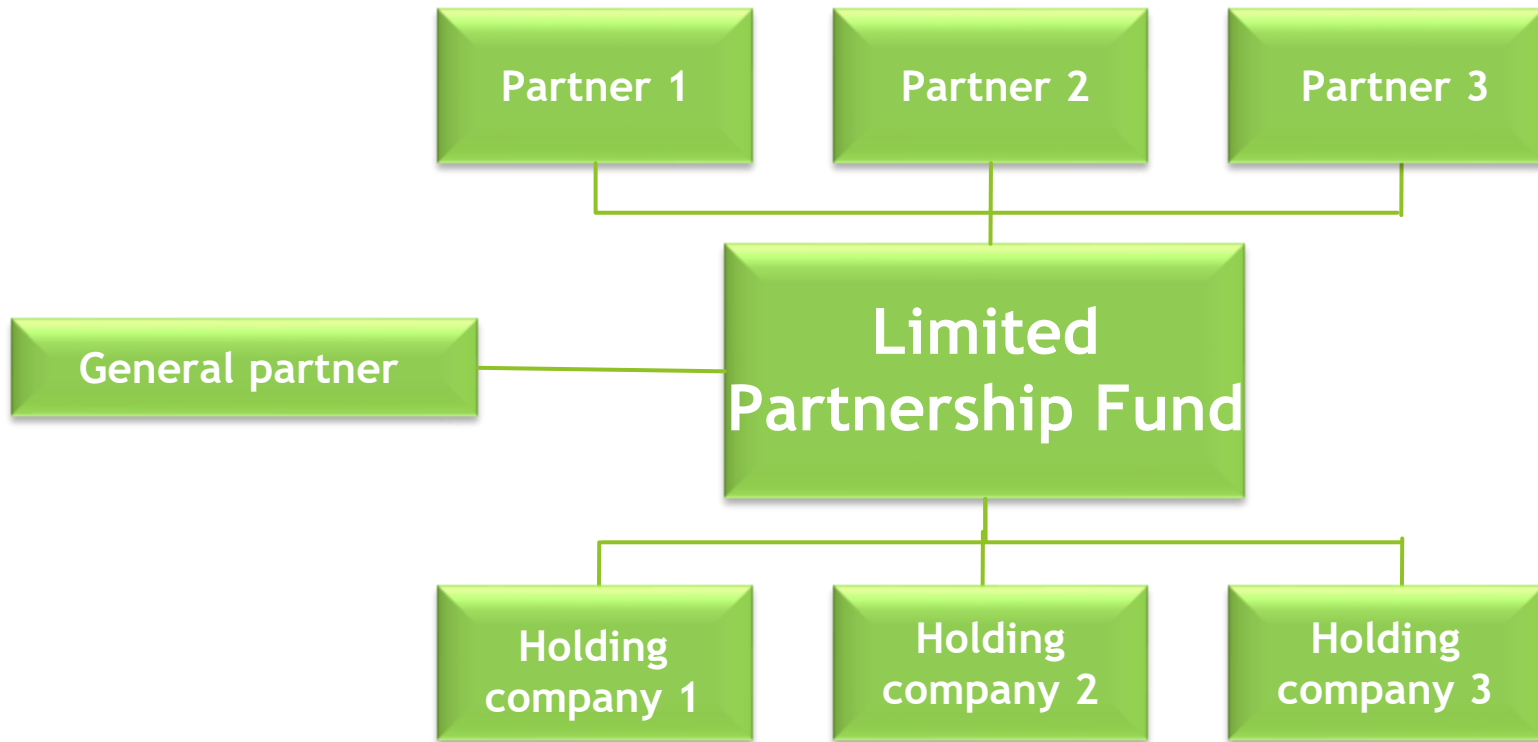 Partner 1
Partner 2
Partner 3
Limited
Partnership Fund
General partner
Holding
company 1
Holding
company 2
Holding
company 3